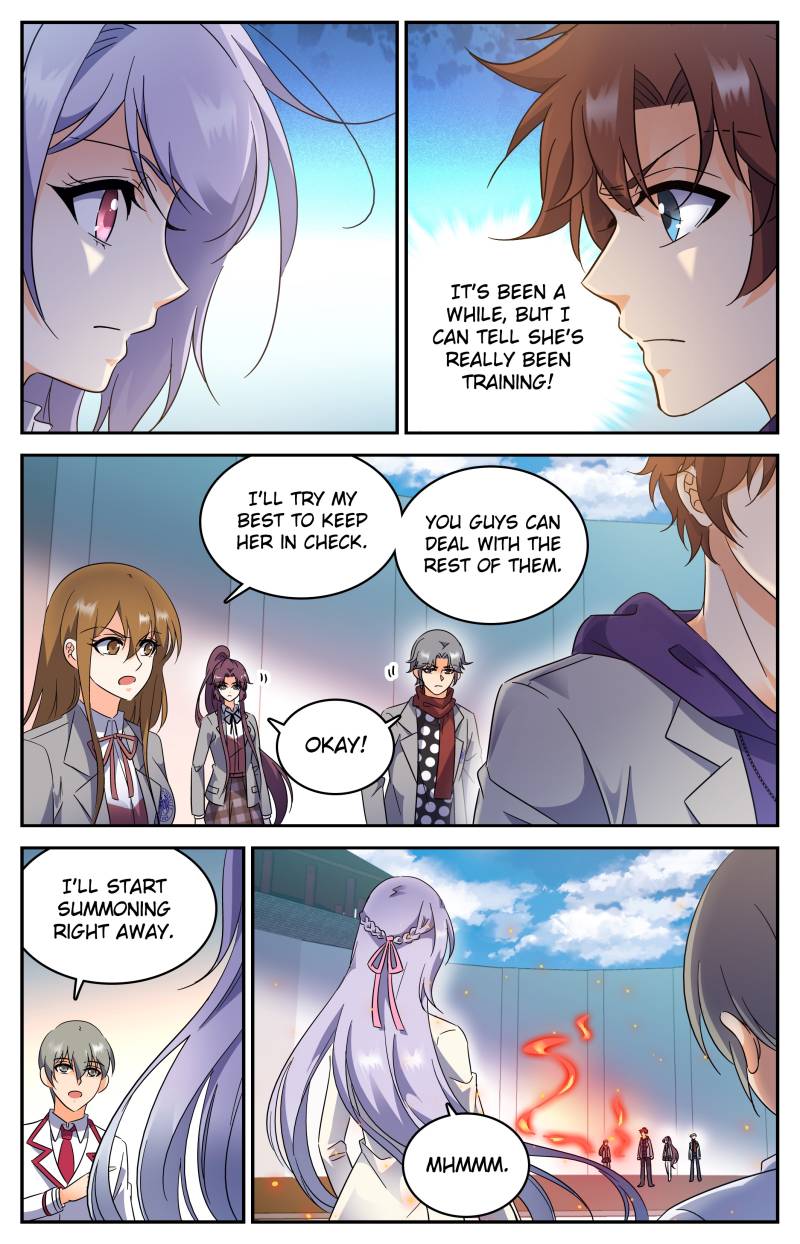 IT'S BEEN A
WHILE, BUT I
CAN TELL SHE'S
REALLY BEEN
TRAINING!
I'LL TRY MY
BEST TO KEEP
HER IN CHECK.
YOU GUYS CAN
DEAL WITH THE
REST OF THEM.
OKAY!
I'LL START
SUMMONING
RIGHT AWAY.
MHMMM.